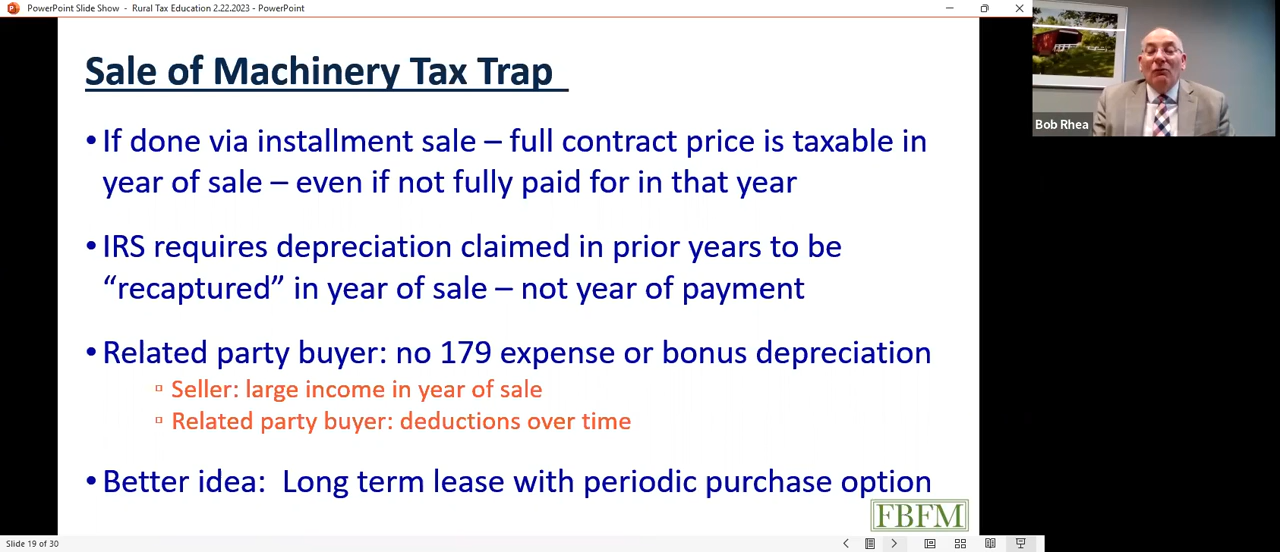 PowerPoint Slide Show - Rural Tax Education 2.22.2023 - PowerPoint
Sale of Machinery Tax Trap
• If done via installment sale – full contract price is taxable in
year of sale – even if not fully paid for in that year
• IRS requires depreciation claimed in prior years to be
“recaptured” in year of sale – not year of payment
• Related party buyer: no 179 expense or bonus depreciation
▫ Seller: large income in year of sale
▫ Related party buyer: deductions over time
• Better idea: Long term lease with periodic purchase option
FBFM
Slide 19 of 30
Bob Rhea